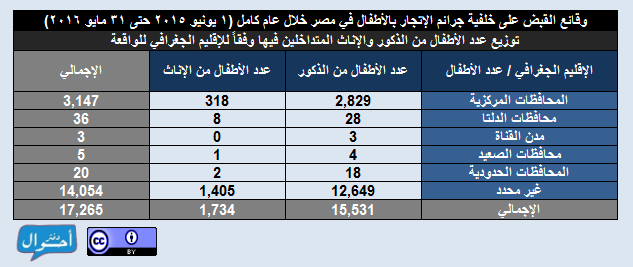 وقائع القبض على خلفية جرائم الإتجار بالأطفال في مصر خلال عام كامل (١ يونيو ٢٠١٥ حتى ٣١ مايو ٢٠١٦)
توزيع عدد الأطفال من الذكور والإناث المتداخلين فيها وفقاً للإقليم الجغرافي للواقعة
الإقليم الجغرافي / عدد الأطفال عدد الأطفال من الذكور عدد الأطفال من الإناث الإجمالي
المحافظات المركزية 2,829 318 3,147
محافظات الدلتا 28 8 36
مدن القناة 3 0 3
محافظات الصعيد 4 1 5
المحافظات الحدودية 18 2 20
غير محدد 12,649 1,405 14,054
الإجمالي 15,531 1,734 17,265
دفتر أحوال
cc BY